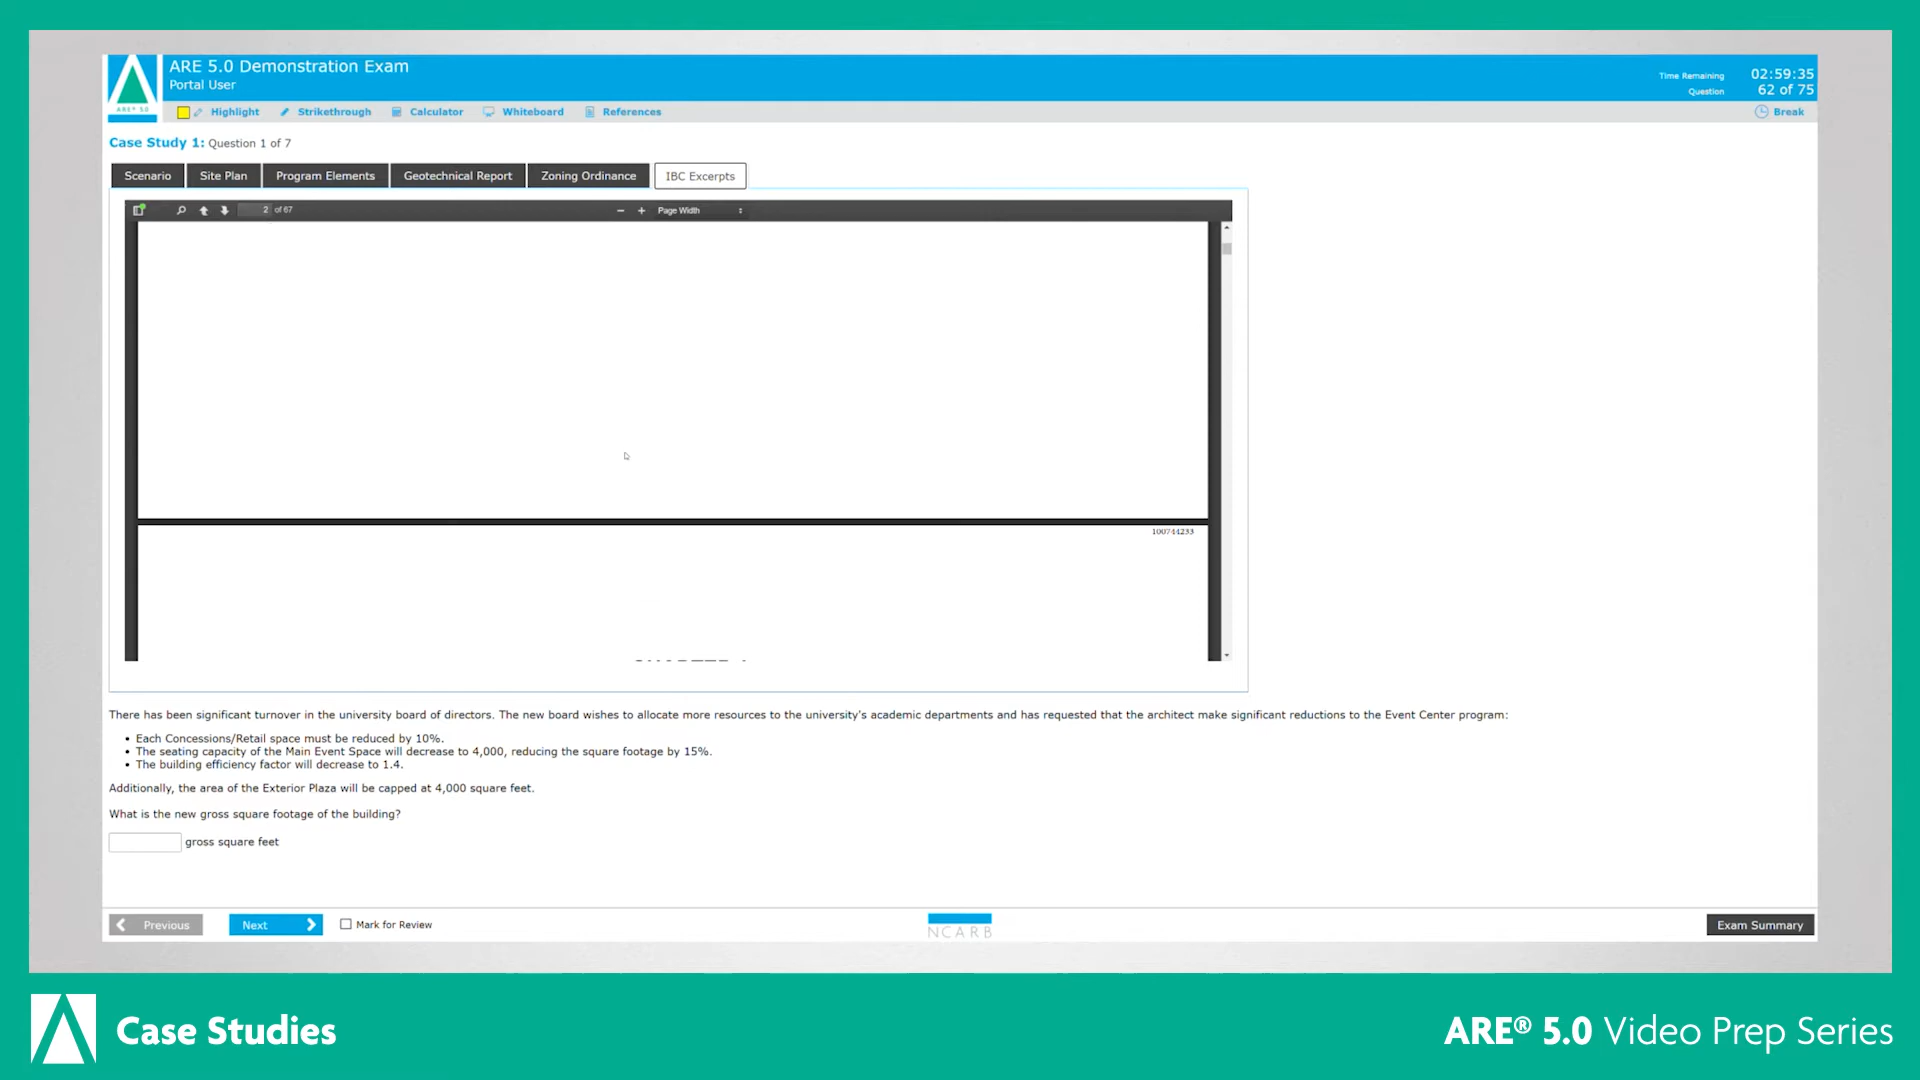 ARE 5.0 Demonstration Exam
Portal User
Time Remaining 02:59:35
Question 62 of 75
ARE® 5.0
Highlight Strikethrough Calculator Whiteboard References Break
Case Study 1: Question 1 of 7
Scenario Site Plan Program Elements Geotechnical Report Zoning Ordinance IBC Excerpts
2 of 67 Page Width
100744233
There has been significant turnover in the university board of directors. The new board wishes to allocate more resources to the university's academic departments and has requested that the architect make significant reductions to the Event Center program:
• Each Concessions/Retail space must be reduced by 10%.
• The seating capacity of the Main Event Space will decrease to 4,000, reducing the square footage by 15%.
• The building efficiency factor will decrease to 1.4.
Additionally, the area of the Exterior Plaza will be capped at 4,000 square feet.
What is the new gross square footage of the building?
gross square feet
Previous Next Mark for Review
NCARB
Exam Summary
Case Studies
ARE® 5.0 Video Prep Series